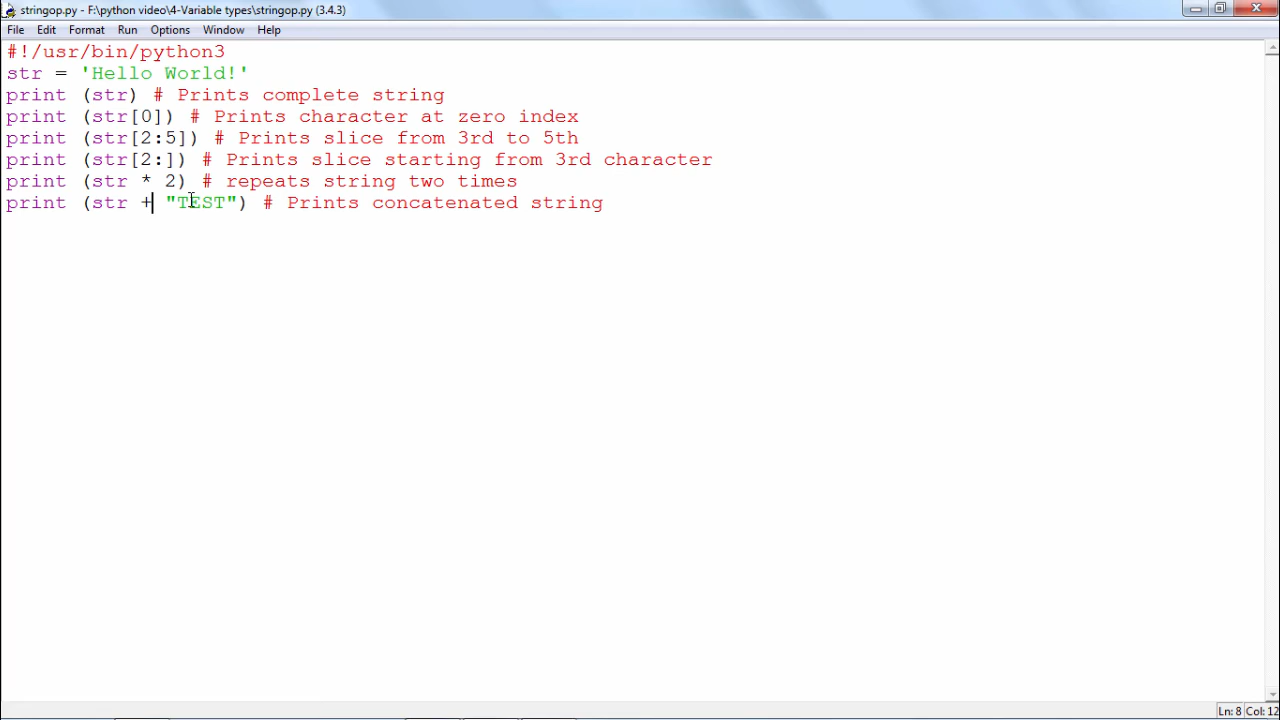 stringop.py - F:\python video\4-Variable types\stringop.py (3.4.3)
File Edit Format Run Options Window Help
#!/usr/bin/python3
str = 'Hello World!'
print (str) # Prints complete string
print (str[0]) # Prints character at zero index
print (str[2:5]) # Prints slice from 3rd to 5th
print (str[2:]) # Prints slice starting from 3rd character
print (str * 2) # repeats string two times
print (str + "TEST") # Prints concatenated string
Ln: 8 Col: 12